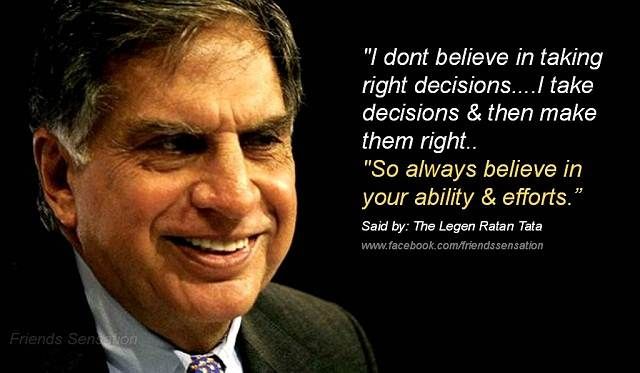 "I dont believe in taking
right decisions....I take
decisions & then make
them right..
"So always believe in
your ability & efforts.”
Said by: The Legen Ratan Tata
www.facebook.com/friendssensation
Friends Sensation